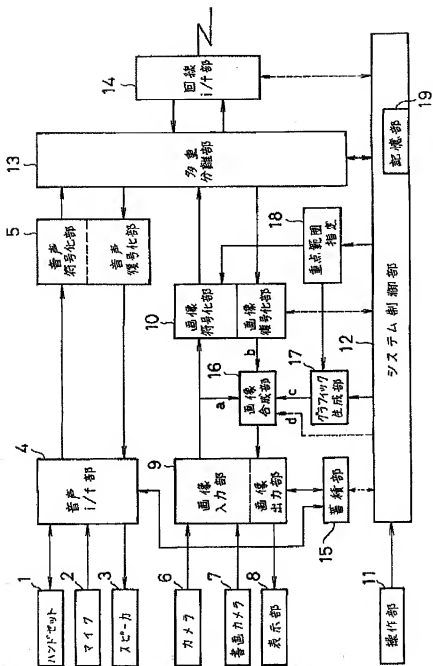 1
ハンドセット
2
マイク
3
スピーカ
4
音声
i/f部
5
音声
符号化部
音声
復号化部
6
カメラ
7
書画カメラ
8
表示部
9
画像
入力部
画像
出力部
10
画像
符号化部
画像
復号化部
a
b
16
画像
合成部
c
d
17
グラフィック
生成部
18
重点範囲
指定
13
多重
分離部
14
回線
i/f部
15
蓄積部
11
操作部
12
システム制御部
19
記憶部